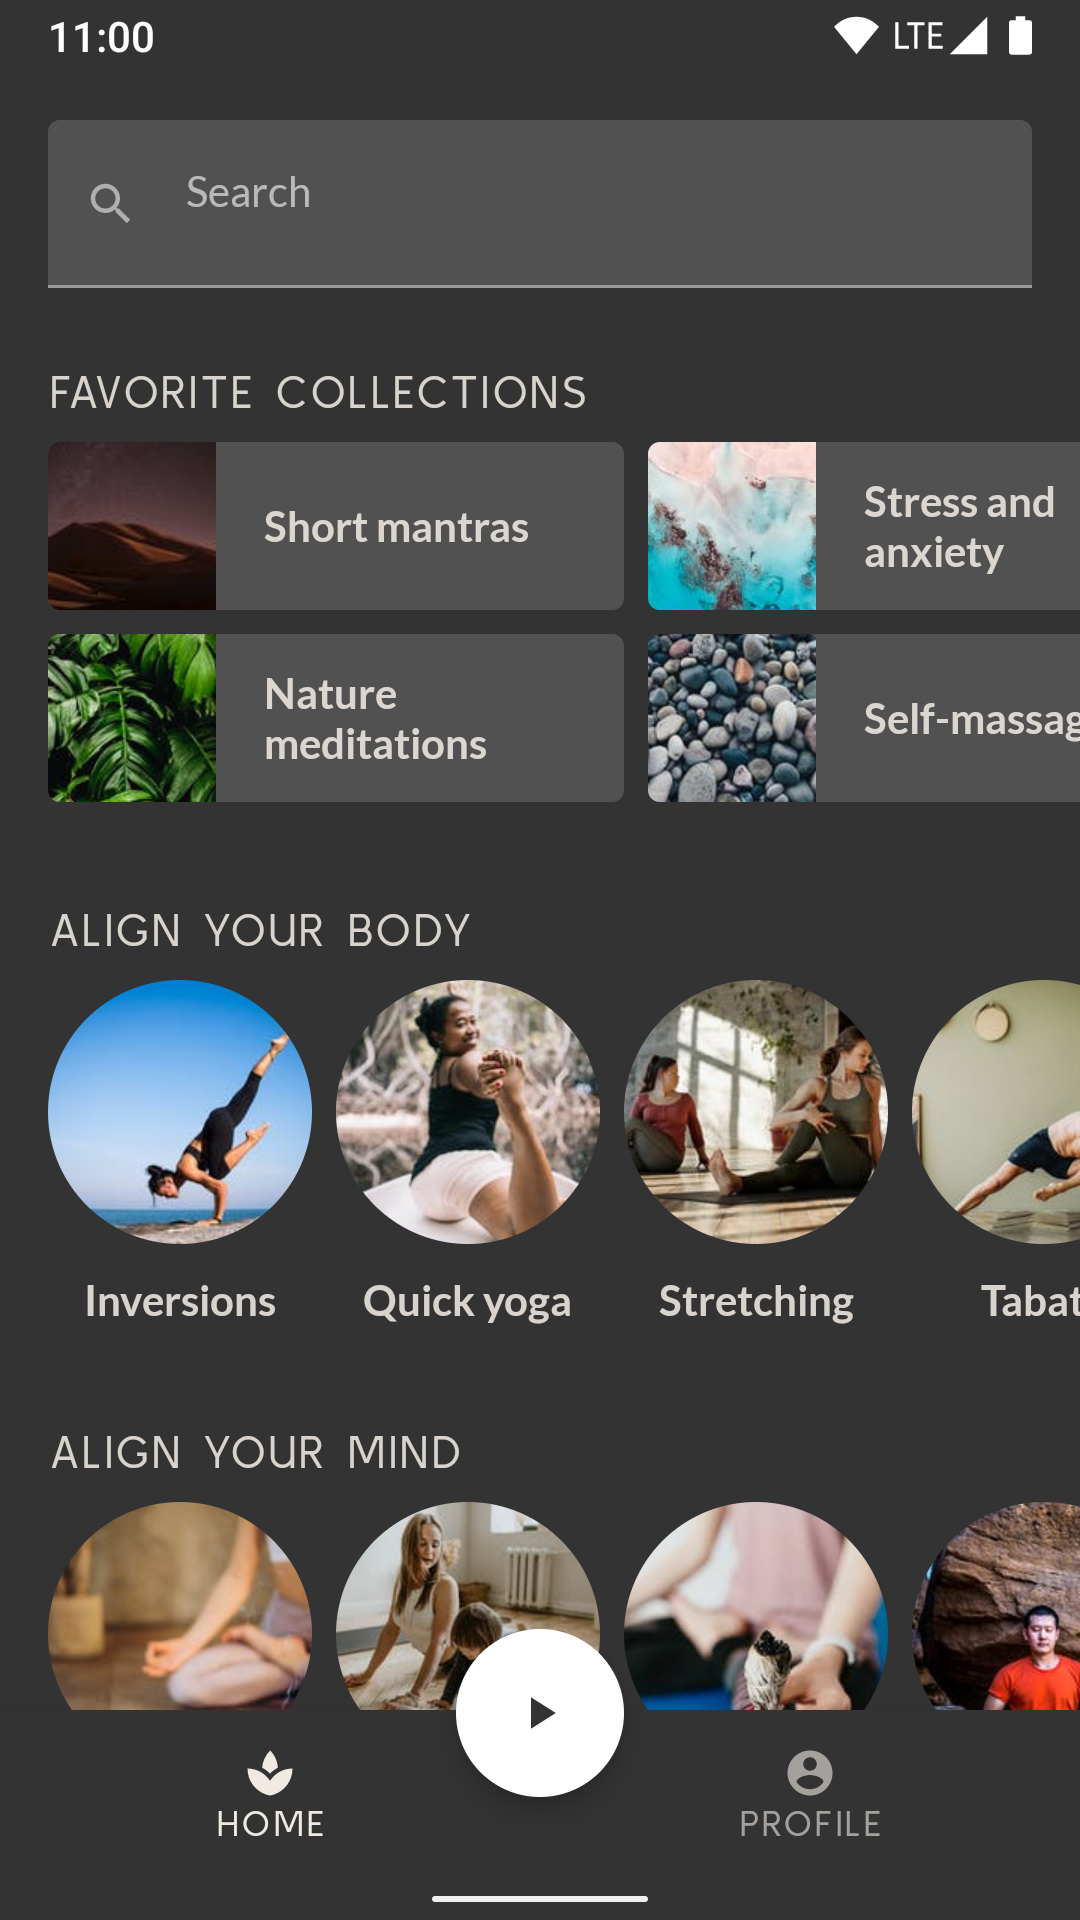 11:00
LTE
Search
FAVORITE COLLECTIONS
Short mantras
Stress and
anxiety
Nature
meditations
Self-massag
ALIGN YOUR BODY
Inversions
Quick yoga
Stretching
Tabat
ALIGN YOUR MIND
HOME
PROFILE